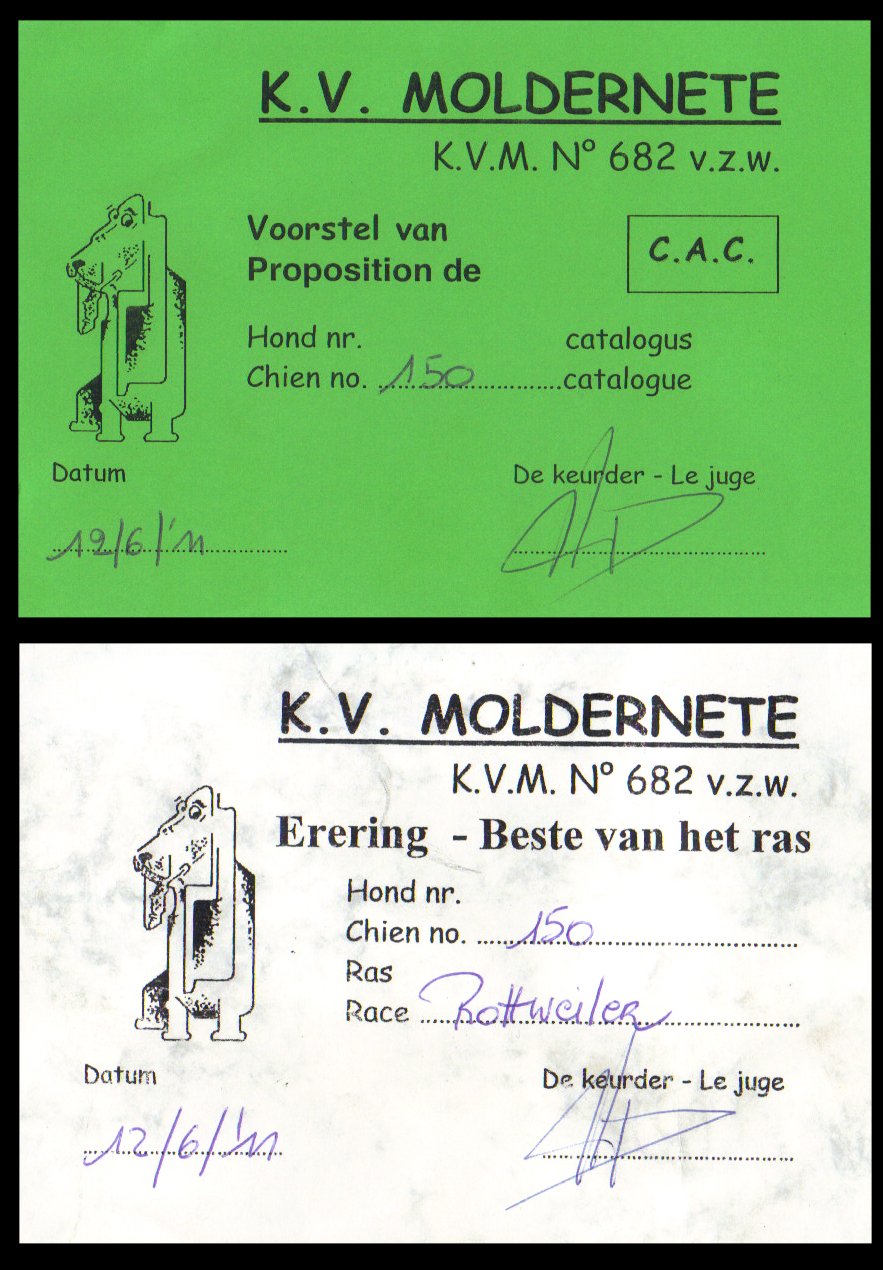 K.V. MOLDERNETE
K.V.M. N° 682 v.z.w.
Voorstel van
Proposition de
C.A.C.
Hond nr. catalogus
Chien no. 150 catalogue
Datum De keurder - Le juge
12/6/'11
K.V. MOLDERNETE
K.V.M. N° 682 v.z.w.
Erering - Beste van het ras
Hond nr.
Chien no. 150
Ras
Race Rottweiler
Datum De keurder - Le juge
12/6/'11